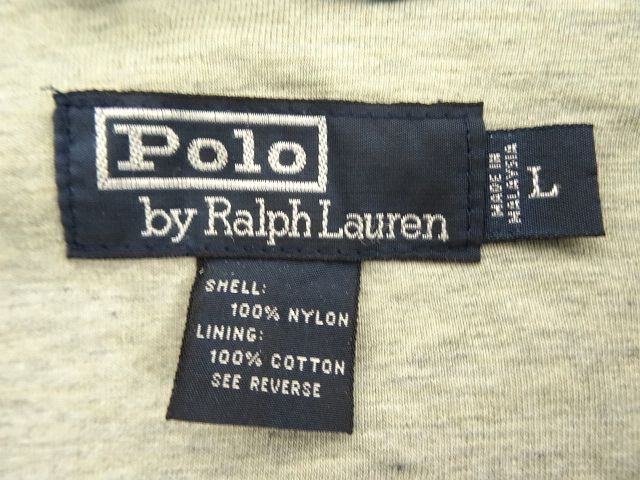 Polo
by Ralph Lauren
MADE IN
MALAYSIA
L
SHELL:
100% NYLON
LINING:
100% COTTON
SEE REVERSE